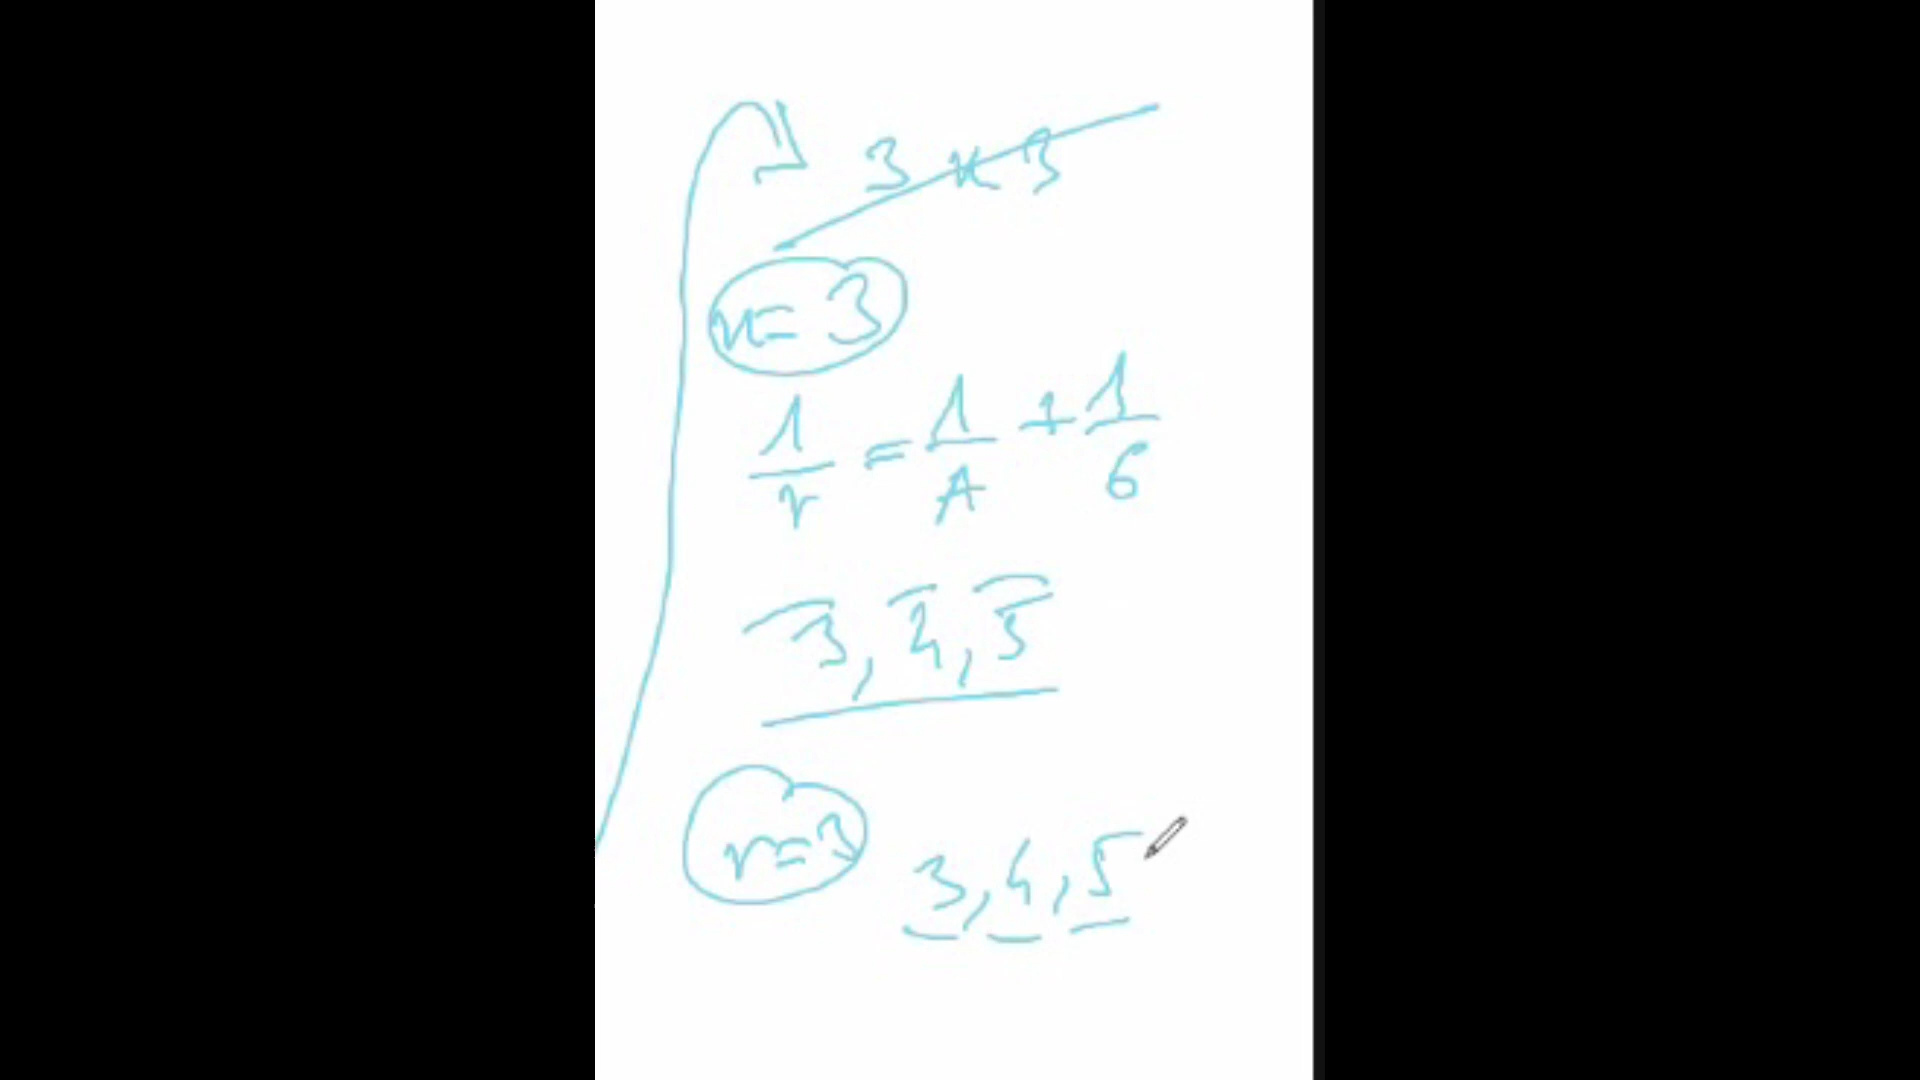 3 n 3
n = 3
1/r = 1/A + 1/6
3, 4, 5
r = 3 3, 4, 5